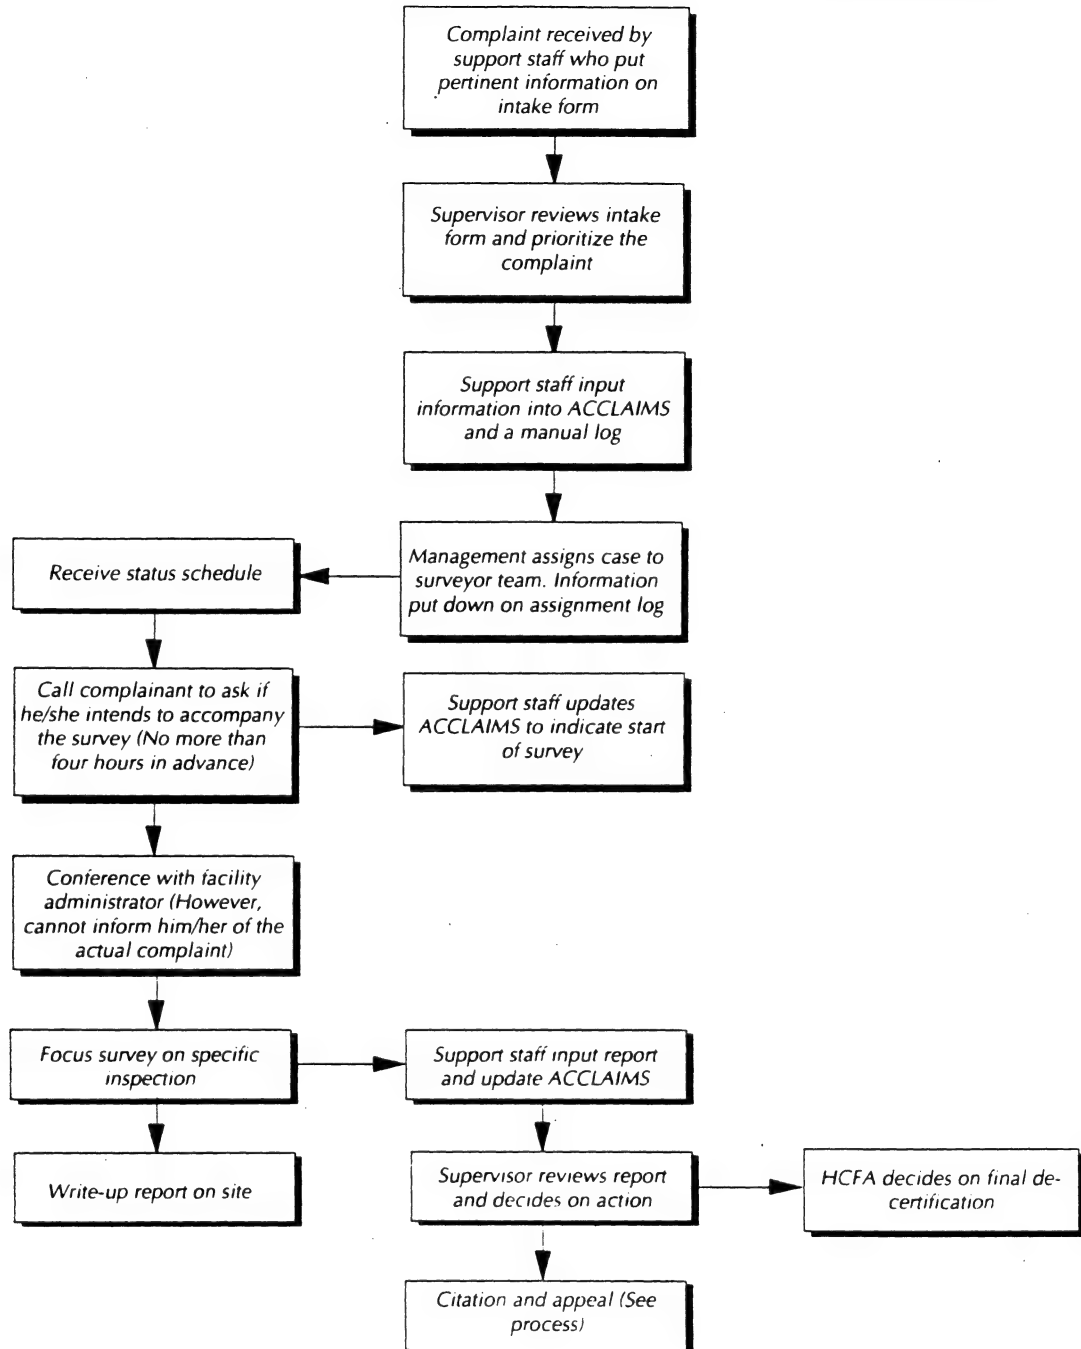 Complaint received by
support staff who put
pertinent information on
intake form
Supervisor reviews intake
form and prioritize the
complaint
Support staff input
information into ACCLAIMS
and a manual log
Management assigns case to
surveyor team. Information
put down on assignment log
Receive status schedule
Call complainant to ask if
he/she intends to accompany
the survey (No more than
four hours in advance)
Support staff updates
ACCLAIMS to indicate start
of survey
Conference with facility
administrator (However,
cannot inform him/her of the
actual complaint)
Focus survey on specific
inspection
Support staff input report
and update ACCLAIMS
Write-up report on site
Supervisor reviews report
and decides on action
HCFA decides on final de-
certification
Citation and appeal (See
process)